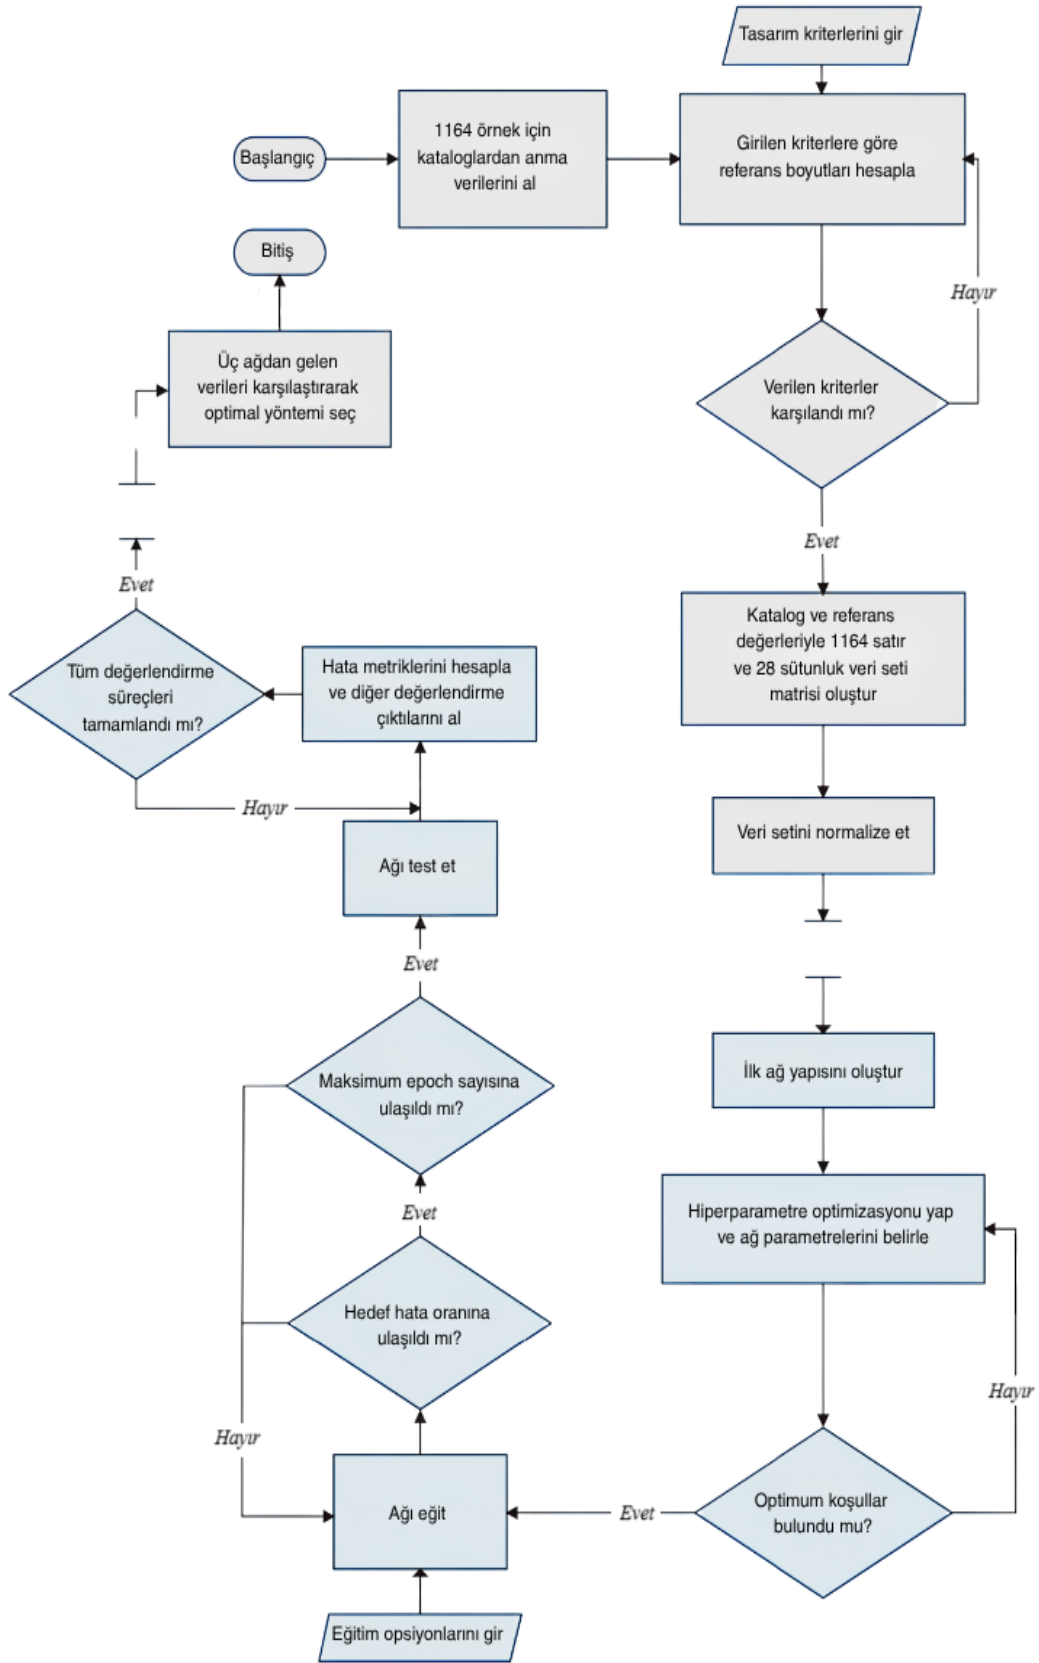 Tasarım kriterlerini gir
Başlangıç
1164 örnek için
kataloglardan anma
verilerini al
Girilen kriterlere göre
referans boyutları hesapla
Hayır
Verilen kriterler
karşılandı mı?
Evet
Katalog ve referans
değerleriyle 1164 satır
ve 28 sütunluk veri seti
matrisi oluştur
Veri setini normalize et
İlk ağ yapısını oluştur
Hiperparametre optimizasyonu yap
ve ağ parametrelerini belirle
Hayır
Optimum koşullar
bulundu mu?
Evet
Ağı eğit
Eğitim opsiyonlarını gir
Hayır
Hedef hata oranına
ulaşıldı mı?
Evet
Maksimum epoch sayısına
ulaşıldı mı?
Evet
Ağı test et
Hayır
Hata metriklerini hesapla
ve diğer değerlendirme
çıktılarını al
Tüm değerlendirme
süreçleri
tamamlandı mı?
Evet
Üç ağdan gelen
verileri karşılaştırarak
optimal yöntemi seç
Bitiş